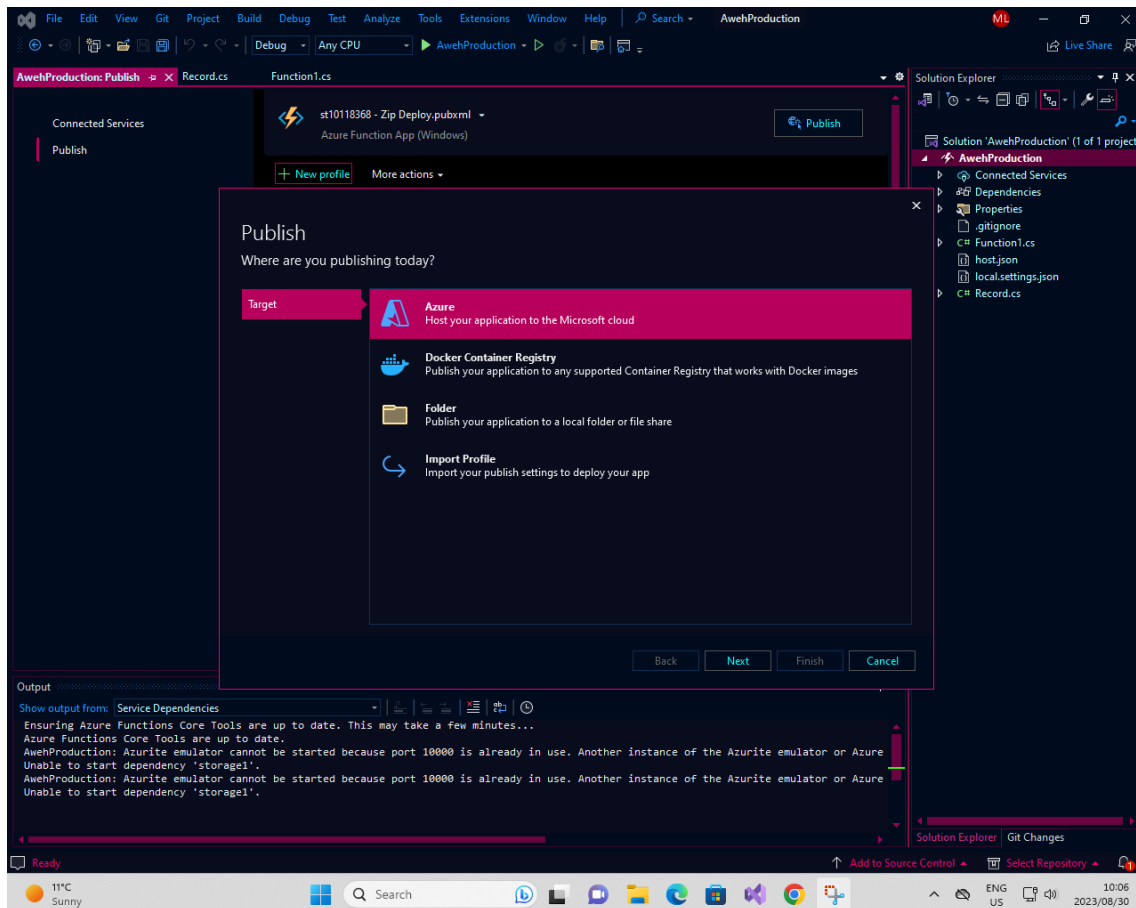 File Edit View Git Project Build Debug Test Analyze Tools Extensions Window Help Search AwehProduction ML
Debug Any CPU AwehProduction Live Share
AwehProduction: Publish Record.cs Function1.cs
Connected Services
Publish
st10118368 - Zip Deploy.pubxml
Azure Function App (Windows)
Publish
New profile More actions
Publish
Where are you publishing today?
Target
Azure
Host your application to the Microsoft cloud
Docker Container Registry
Publish your application to any supported Container Registry that works with Docker images
Folder
Publish your application to a local folder or file share
Import Profile
Import your publish settings to deploy your app
Back Next Finish Cancel
Solution Explorer
Solution 'AwehProduction' (1 of 1 project
AwehProduction
Connected Services
Dependencies
Properties
.gitignore
C# Function1.cs
host.json
local.settings.json
C# Record.cs
Output
Show output from: Service Dependencies
Ensuring Azure Functions Core Tools are up to date. This may take a few minutes...
Azure Functions Core Tools are up to date.
AwehProduction: Azurite emulator cannot be started because port 10000 is already in use. Another instance of the Azurite emulator or Azure
Unable to start dependency 'storage1'.
AwehProduction: Azurite emulator cannot be started because port 10000 is already in use. Another instance of the Azurite emulator or Azure
Unable to start dependency 'storage1'.
Solution Explorer Git Changes
Ready Add to Source Control Select Repository 1
11°C
Sunny
Search
ENG
US
10:06
2023/08/30